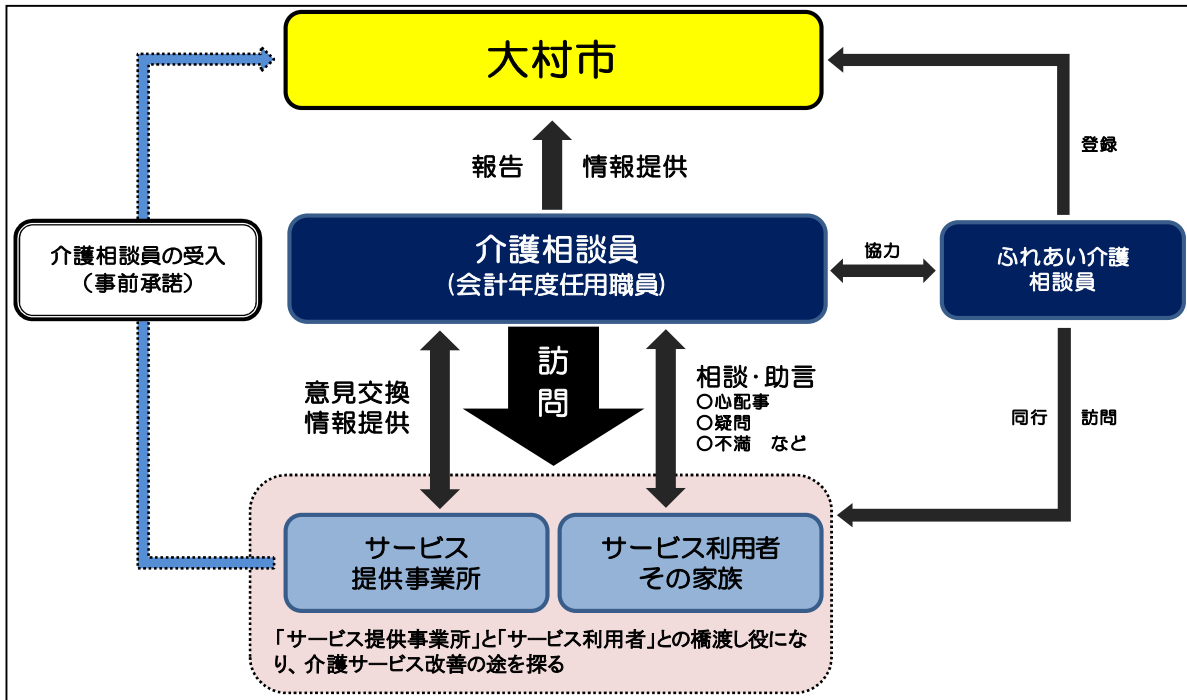 大村市
報告
情報提供
登録
介護相談員の受入
（事前承諾）
介護相談員
(会計年度任用職員)
協力
ふれあい介護
相談員
訪
問
意見交換
情報提供
相談・助言
○心配事
○疑問
○不満　など
同行
訪問
サービス
提供事業所
サービス利用者
その家族
「サービス提供事業所」と「サービス利用者」との橋渡し役にな
り、介護サービス改善の途を探る